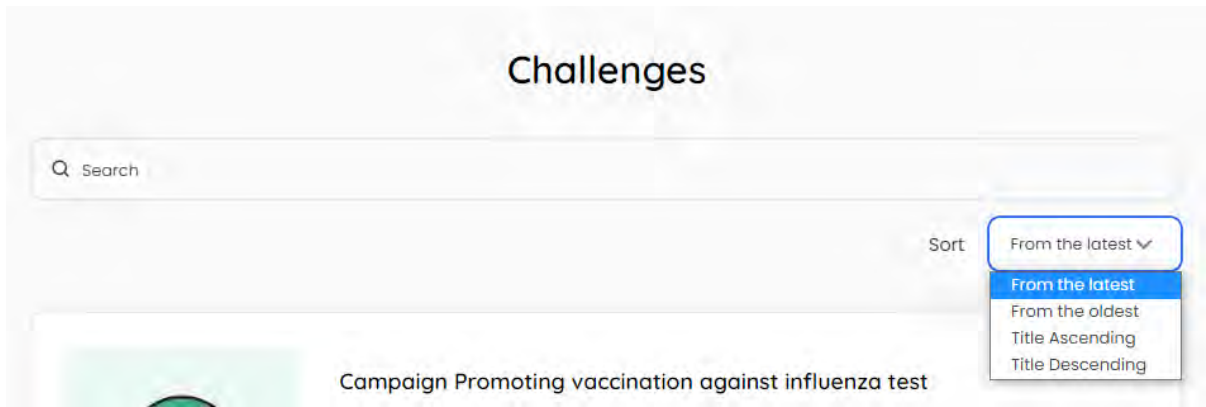 Challenges
Search
Sort From the latest
From the latest
From the oldest
Title Ascending
Title Descending
Campaign Promoting vaccination against influenza test